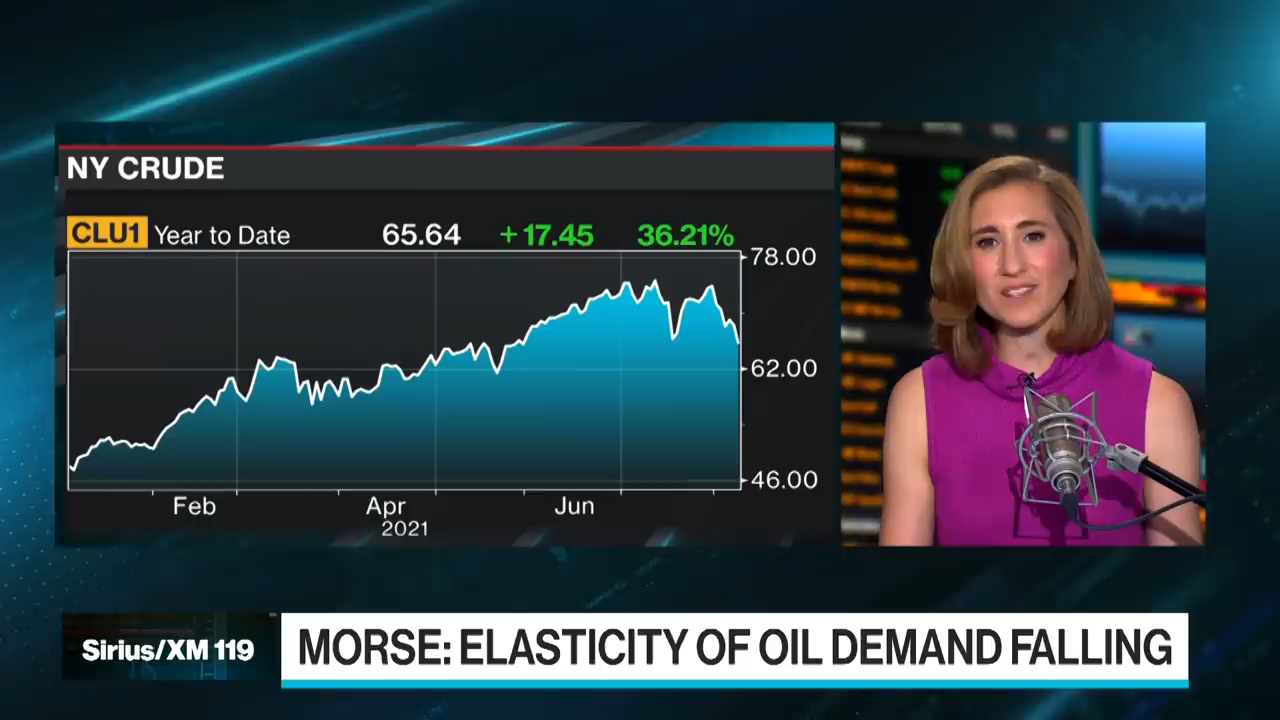 NY CRUDE
CLU1 Year to Date 65.64 +17.45 36.21%
78.00
62.00
46.00
Feb Apr Jun
2021
Sirius/XM 119
MORSE: ELASTICITY OF OIL DEMAND FALLING